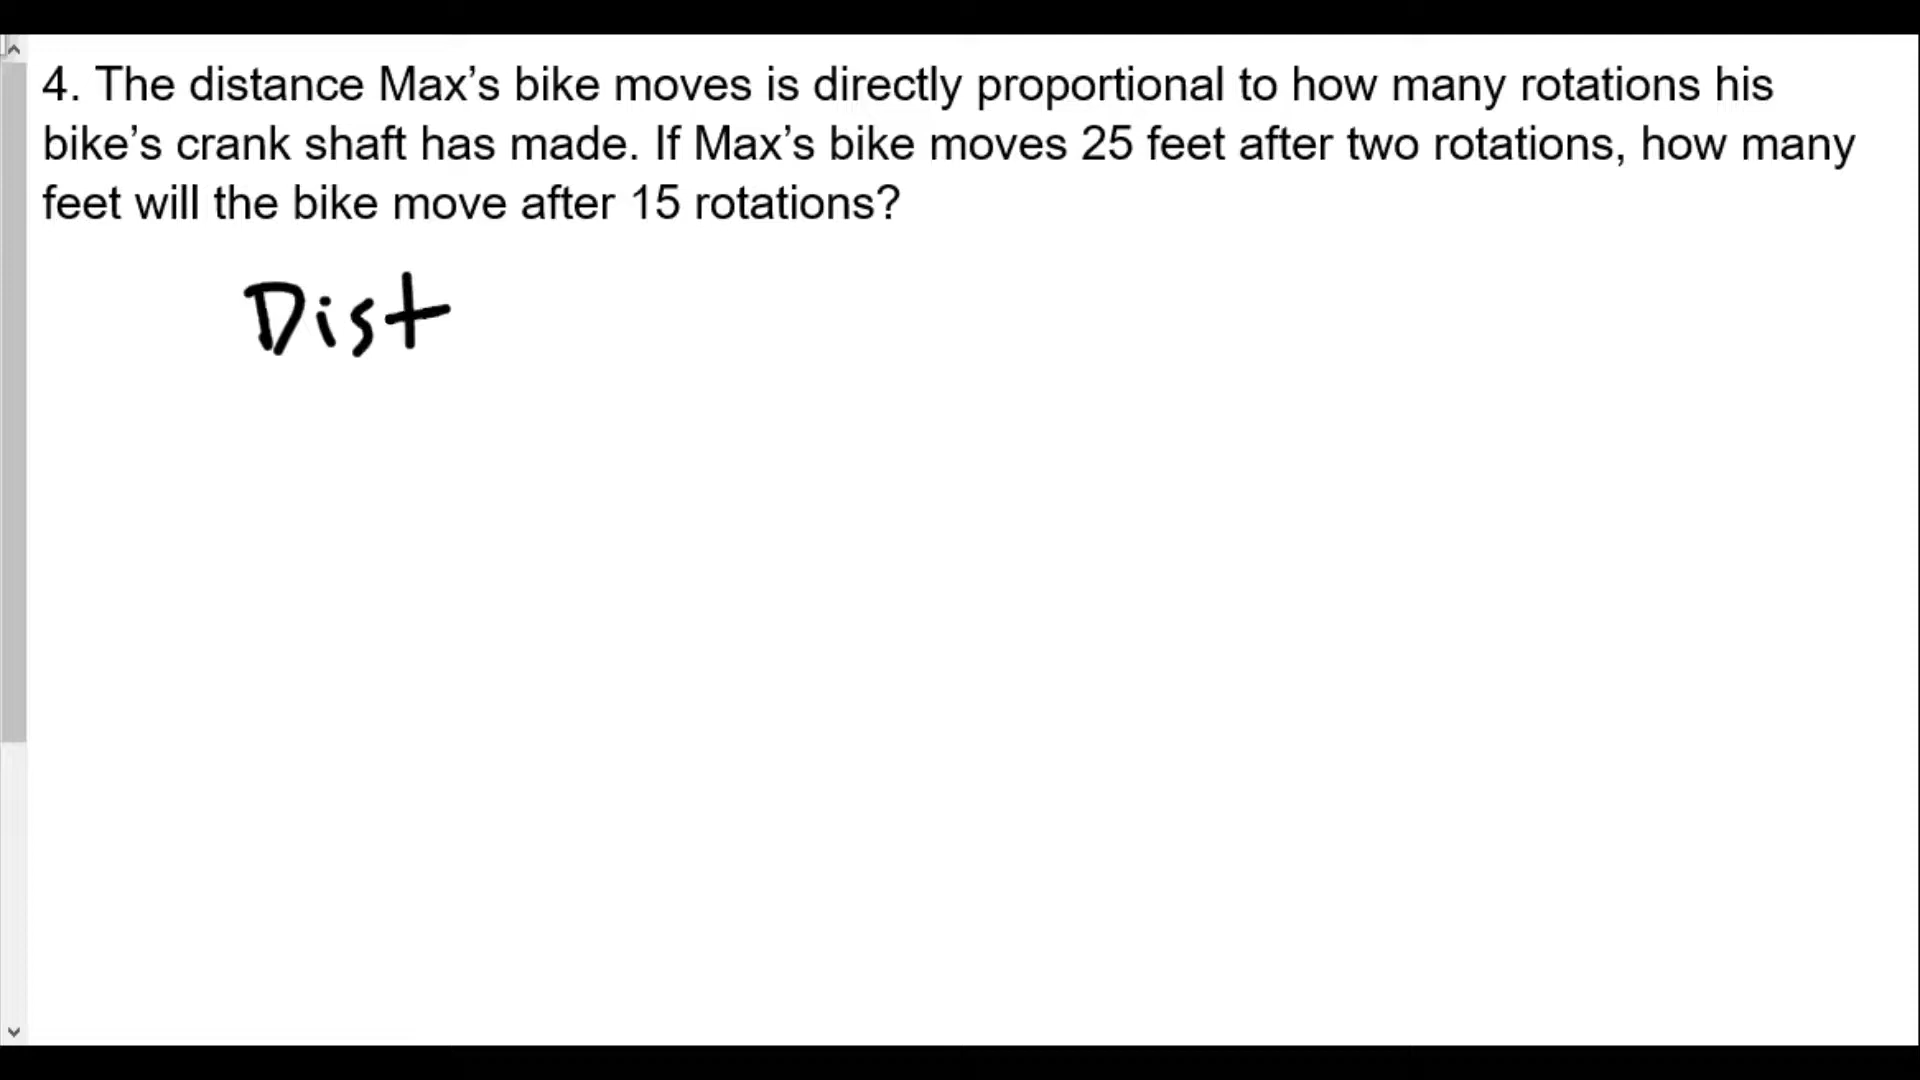 4. The distance Max’s bike moves is directly proportional to how many rotations his
bike’s crank shaft has made. If Max’s bike moves 25 feet after two rotations, how many
feet will the bike move after 15 rotations?
Dist